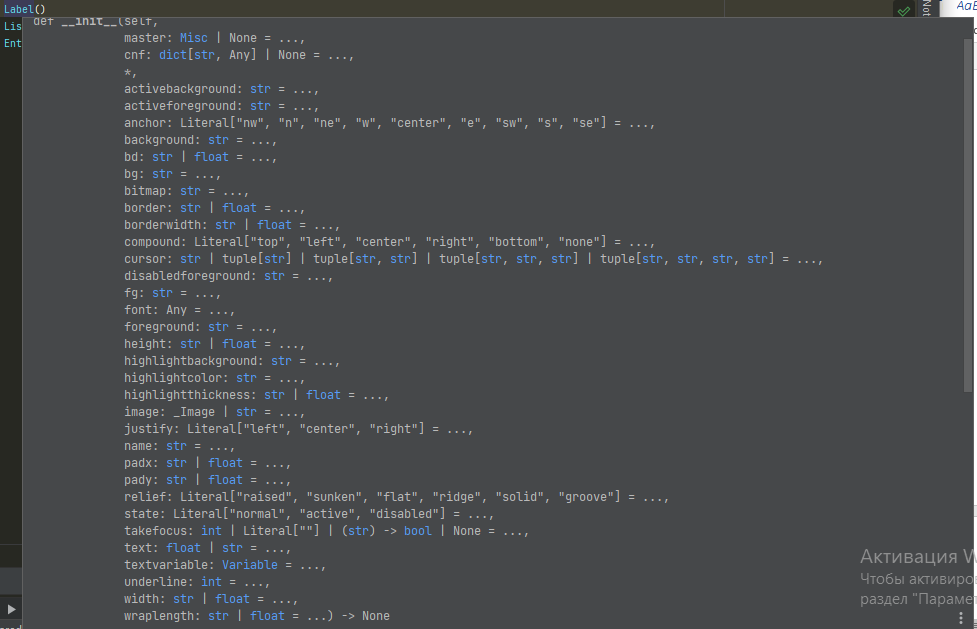 Label()
def __init__(self,
Lis
master: Misc | None = ...,
Ent
cnf: dict[str, Any] | None = ...,
*,
activebackground: str = ...,
activeforeground: str = ...,
anchor: Literal["nw", "n", "ne", "w", "center", "e", "sw", "s", "se"] = ...,
background: str = ...,
bd: str | float = ...,
bg: str = ...,
bitmap: str = ...,
border: str | float = ...,
borderwidth: str | float = ...,
compound: Literal["top", "left", "center", "right", "bottom", "none"] = ...,
cursor: str | tuple[str] | tuple[str, str] | tuple[str, str, str] | tuple[str, str, str, str] = ...,
disabledforeground: str = ...,
fg: str = ...,
font: Any = ...,
foreground: str = ...,
height: str | float = ...,
highlightbackground: str = ...,
highlightcolor: str = ...,
highlightthickness: str | float = ...,
image: _Image | str = ...,
justify: Literal["left", "center", "right"] = ...,
name: str = ...,
padx: str | float = ...,
pady: str | float = ...,
relief: Literal["raised", "sunken", "flat", "ridge", "solid", "groove"] = ...,
state: Literal["normal", "active", "disabled"] = ...,
takefocus: int | Literal[""] | (str) -> bool | None = ...,
text: float | str = ...,
textvariable: Variable = ...,
underline: int = ...,
width: str | float = ...,
wraplength: str | float = ...) -> None
Not
AaB
Активация W
Чтобы активиро
раздел "Параме